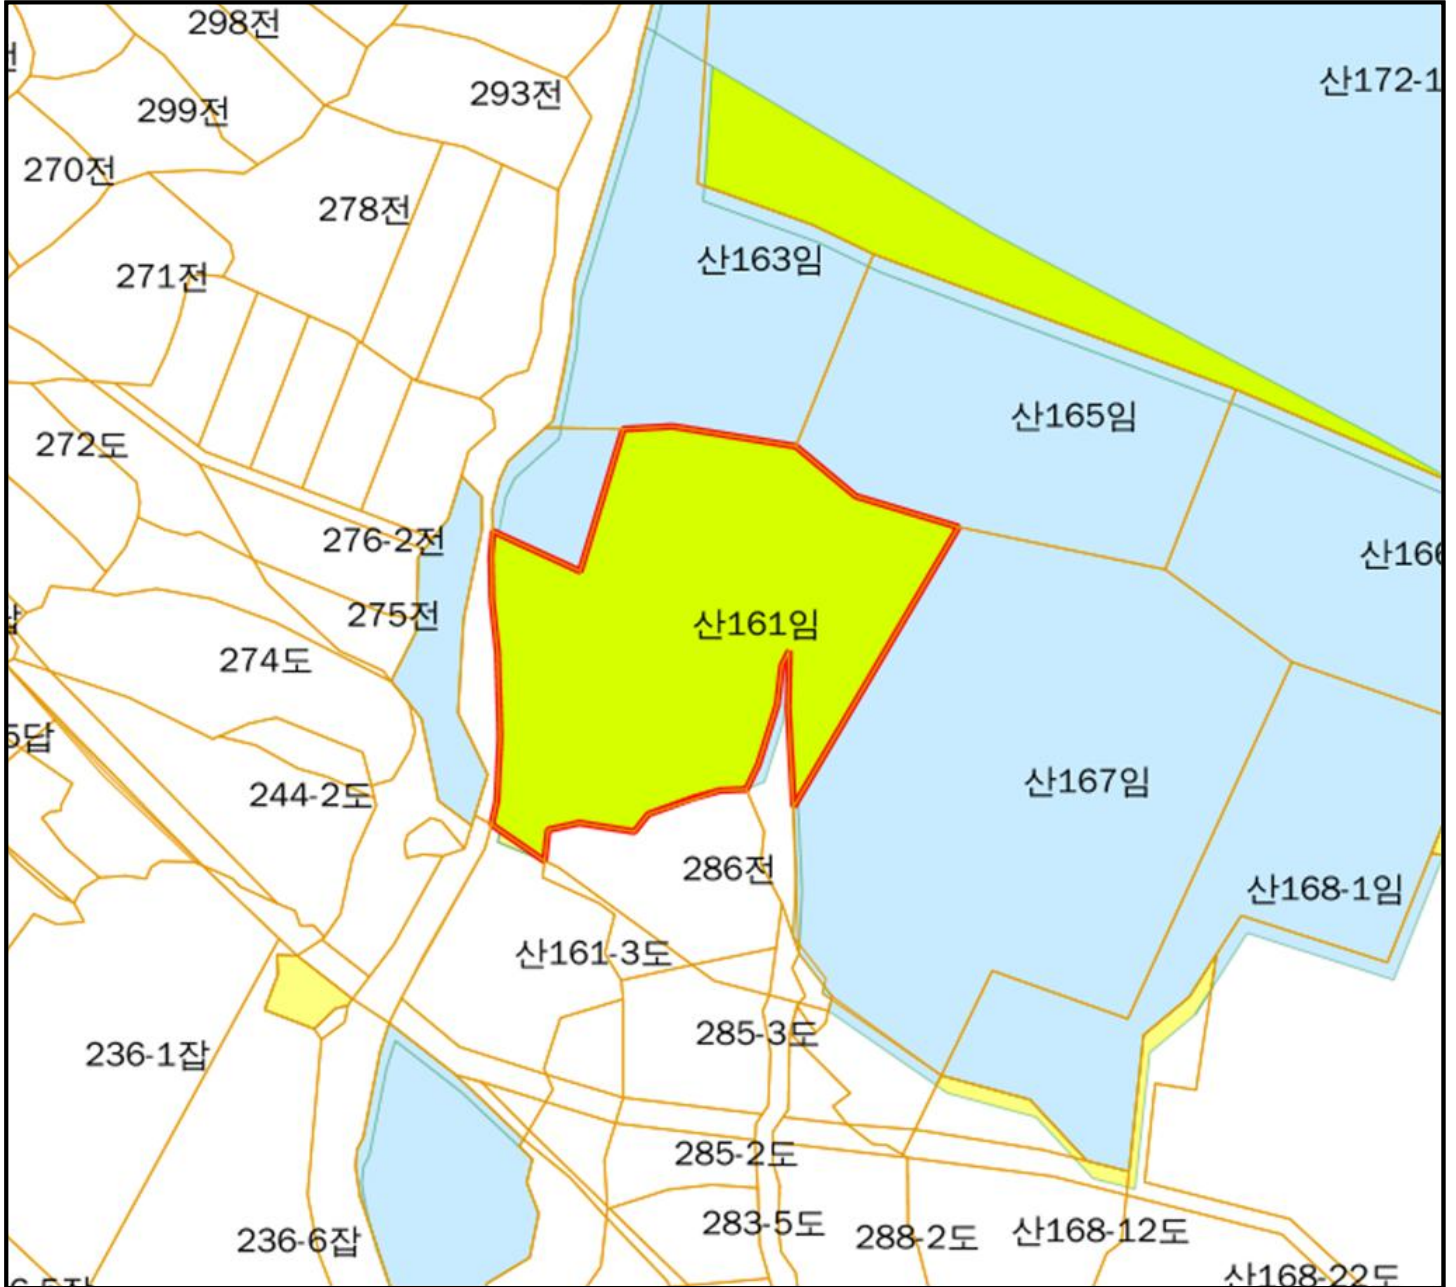 298전
293전
산172-1
299전
270전
278전
산163임
271전
산165임
272도
276-2전
275전
산161임
274도
5답
244-2도
산167임
286전
산168-1임
산161-3도
285-3도
236-1잡
285-2도
283-5도
288-2도
산168-12도
236-6잡
산168-22도